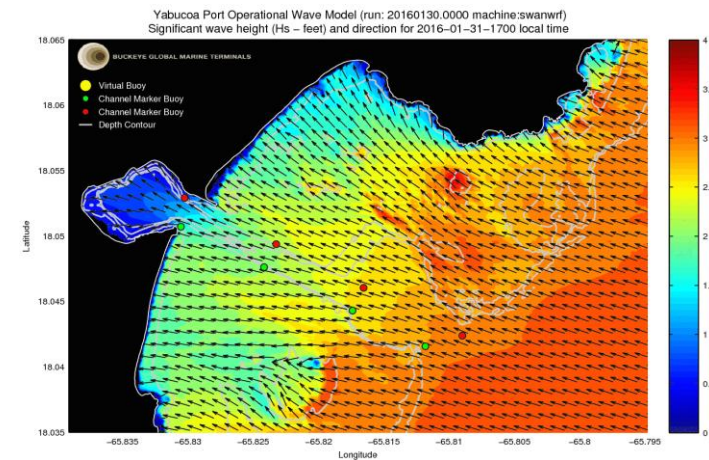 Yabucoa Port Operational Wave Model (run: 20160130.0000 machine:swanwrf)
Significant wave height (Hs − feet) and direction for 2016−01−31−1700 local time
BUCKEYE GLOBAL MARINE TERMINALS
Virtual Buoy
Channel Marker Buoy
Channel Marker Buoy
Depth Contour
18.065
18.06
18.055
18.05
18.045
18.04
18.035
Latitude
−65.835
−65.83
−65.825
−65.82
−65.815
−65.81
−65.805
−65.8
−65.795
Longitude
4
3.
3
2.
2
1.
1
0.
0